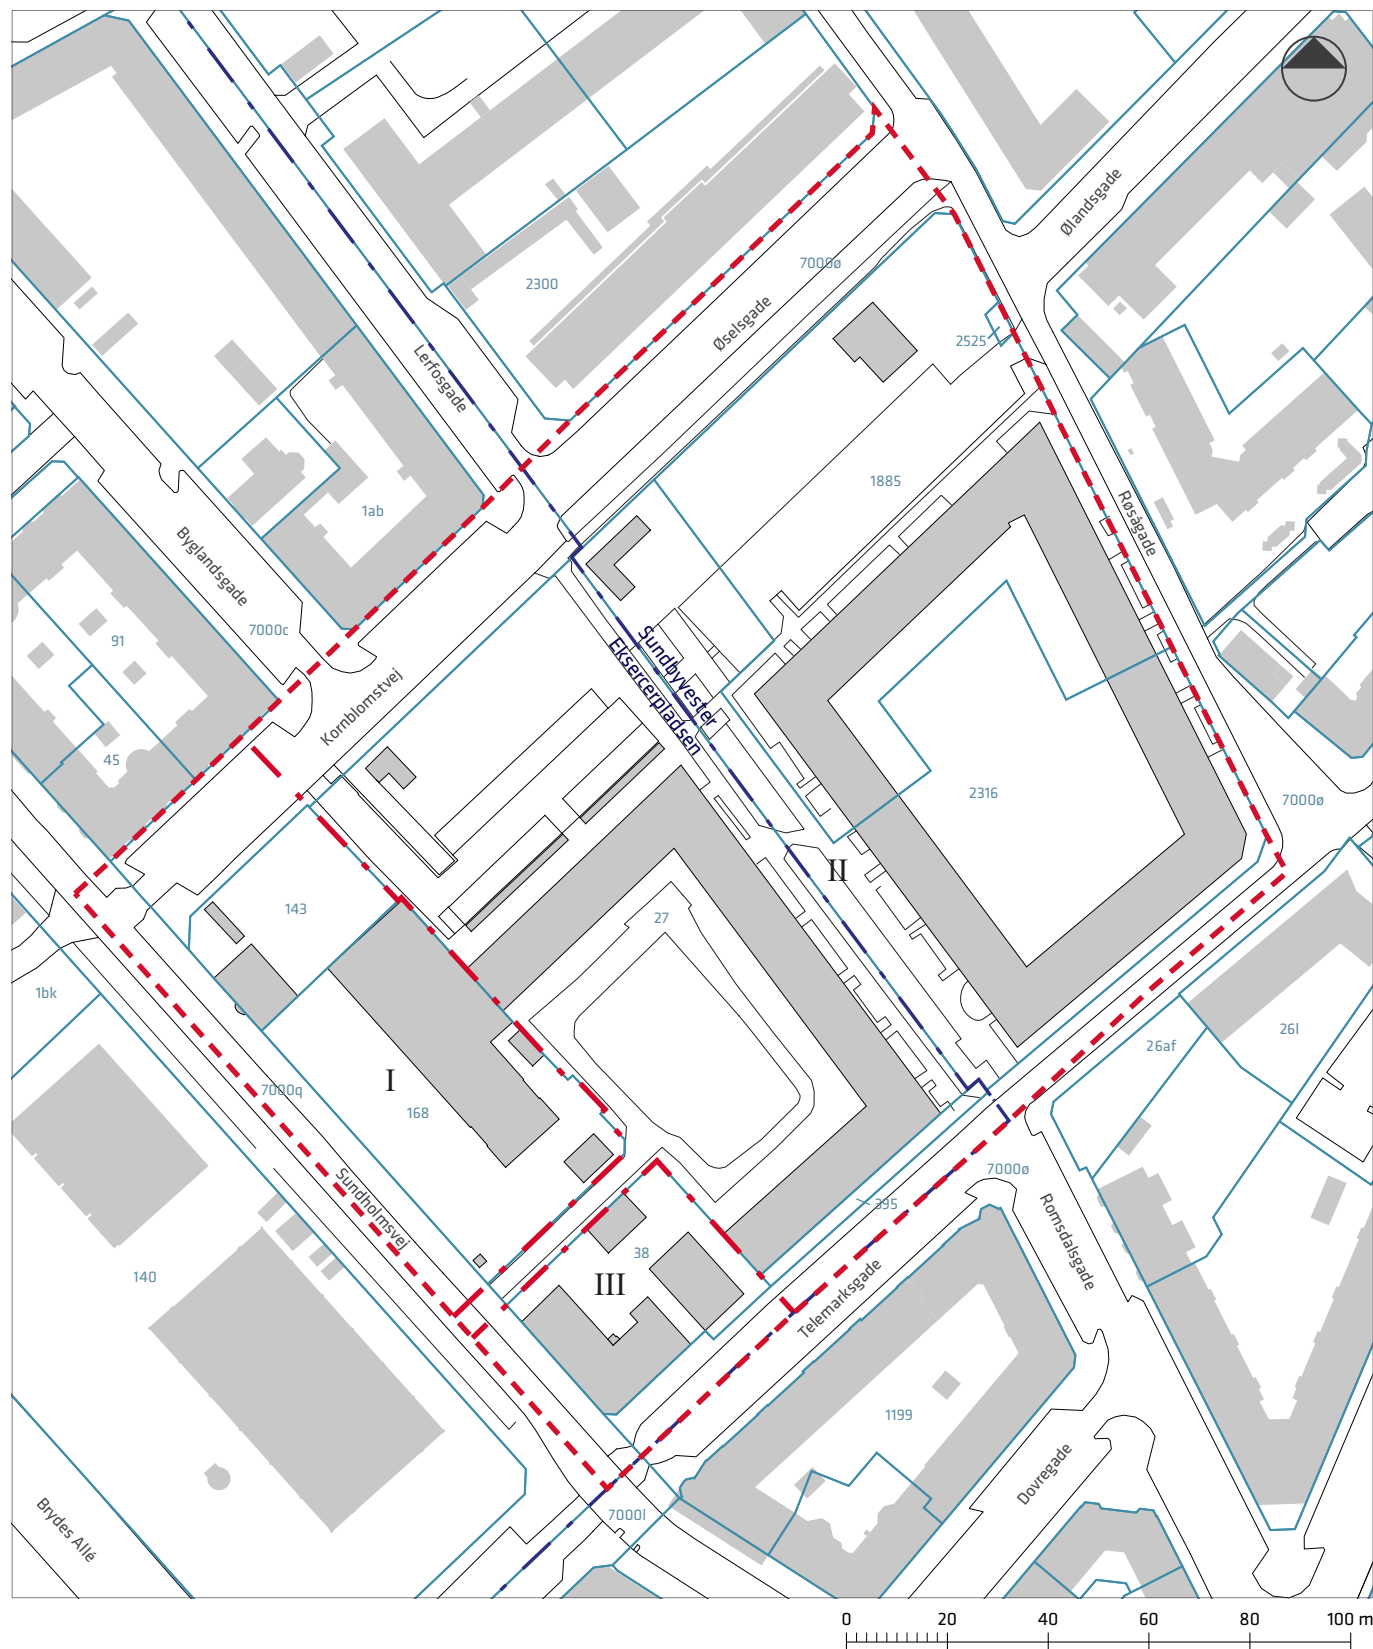 Ølandsgade
7000ø
2300
Øselsgade
2525
Lerfosgade
1885
1ab
Røsågade
Byglandsgade
7000c
91
Sundbyvester
Eksercerpladsen
Kornblomstvej
45
2316
7000ø
II
143
27
1bk
26l
26af
I
7000q
168
7000ø
Sundholmsvej
395
Romsdalsgade
38
140
III
Telemarksgade
1199
Dovregade
7000l
Brydes Allé
0 20 40 60 80 100 m